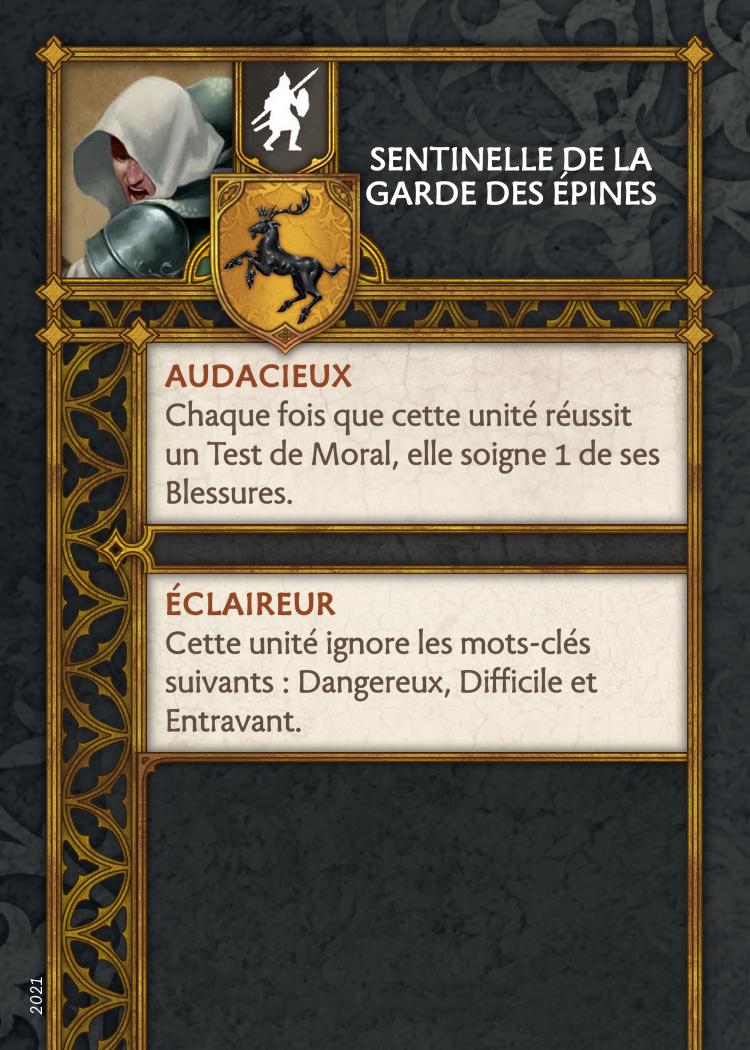 SENTINELLE DE LA
GARDE DES ÉPINES
AUDACIEUX
Chaque fois que cette unité réussit
un Test de Moral, elle soigne 1 de ses
Blessures.
ÉCLAIREUR
Cette unité ignore les mots-clés
suivants : Dangereux, Difficile et
Entravant.
2021